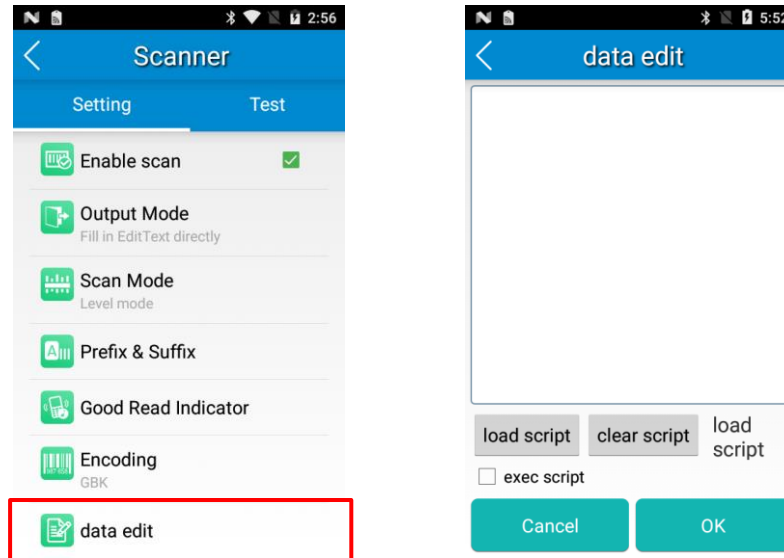 2:56
Scanner
Setting
Test
Enable scan
Output Mode
Fill in EditText directly
Scan Mode
Level mode
Prefix & Suffix
Good Read Indicator
Encoding
GBK
data edit
5:52
data edit
load script
clear script
load
script
exec script
Cancel
OK